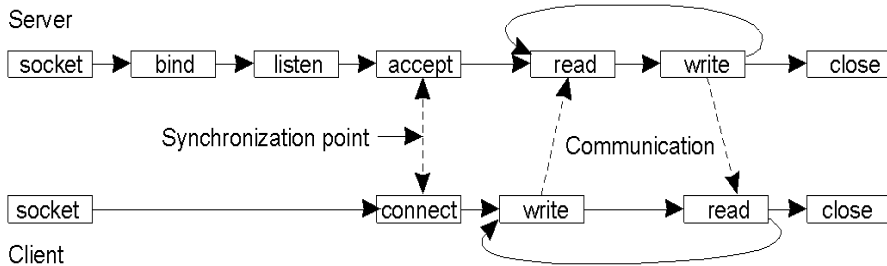 Server
socket bind listen accept read write close
Synchronization point
Communication
socket connect write read close
Client